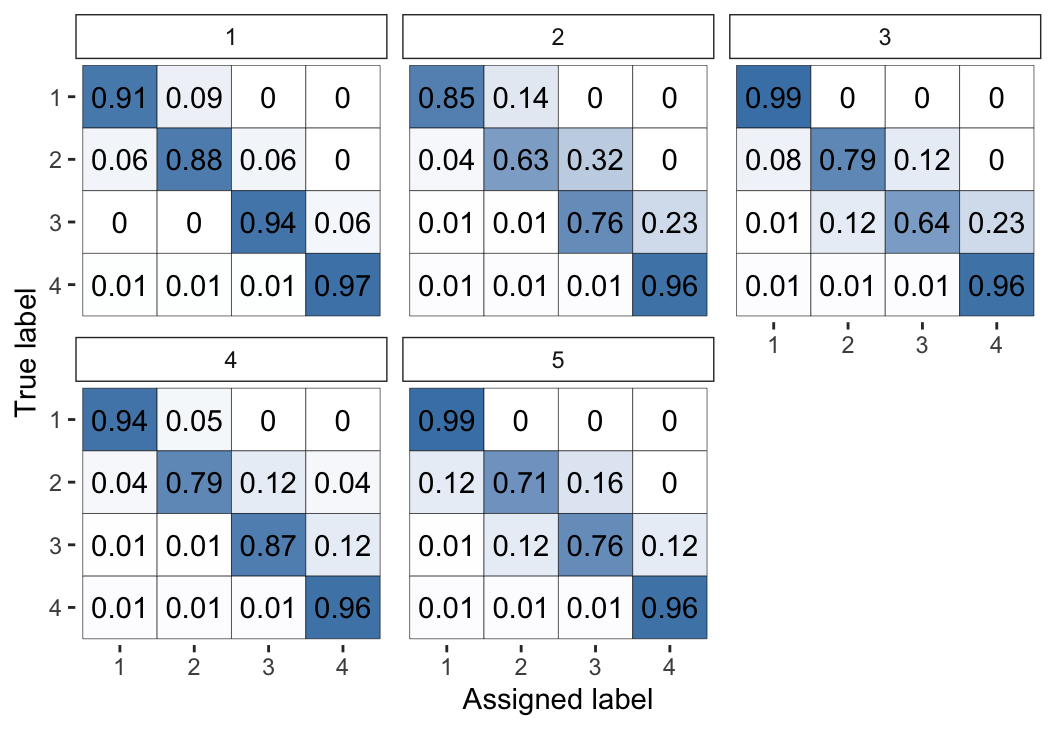 1 2 3
1 0.91 0.09 0 0 0.85 0.14 0 0 0.99 0 0 0
2 0.06 0.88 0.06 0 0.04 0.63 0.32 0 0.08 0.79 0.12 0
3 0 0 0.94 0.06 0.01 0.01 0.76 0.23 0.01 0.12 0.64 0.23
4 0.01 0.01 0.01 0.97 0.01 0.01 0.01 0.96 0.01 0.01 0.01 0.96
1 2 3 4
True label
4 5
1 0.94 0.05 0 0 0.99 0 0 0
2 0.04 0.79 0.12 0.04 0.12 0.71 0.16 0
3 0.01 0.01 0.87 0.12 0.01 0.12 0.76 0.12
4 0.01 0.01 0.01 0.96 0.01 0.01 0.01 0.96
1 2 3 4 1 2 3 4
Assigned label